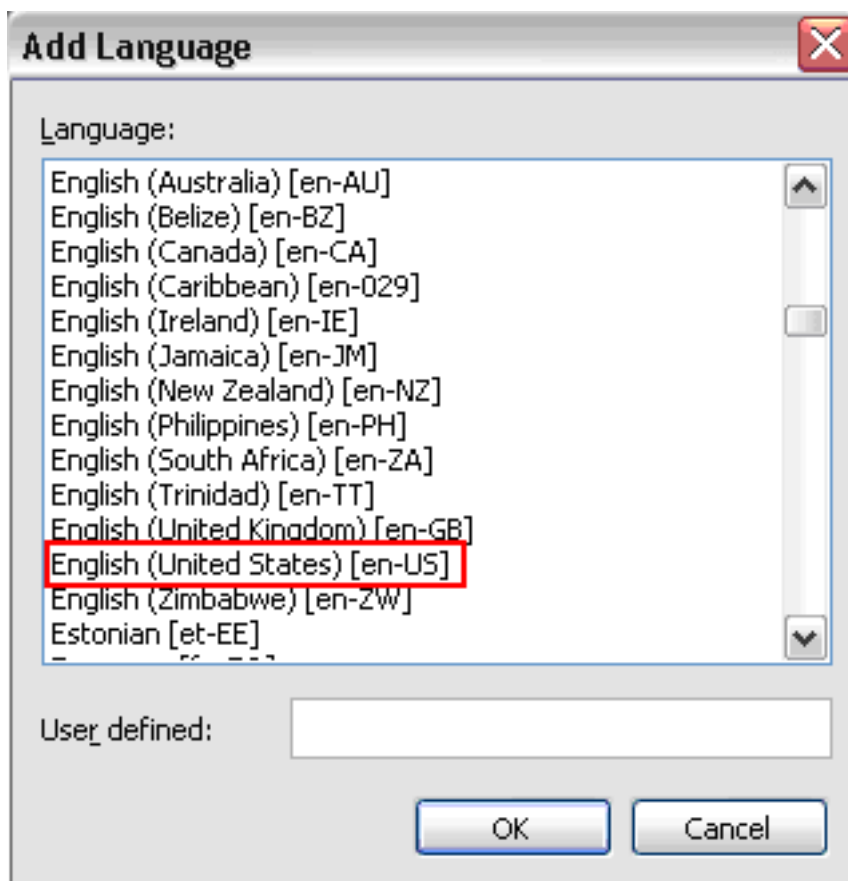 Add Language
Language:
English (Australia) [en-AU]
English (Belize) [en-BZ]
English (Canada) [en-CA]
English (Caribbean) [en-029]
English (Ireland) [en-IE]
English (Jamaica) [en-JM]
English (New Zealand) [en-NZ]
English (Philippines) [en-PH]
English (South Africa) [en-ZA]
English (Trinidad) [en-TT]
English (United Kingdom) [en-GB]
English (United States) [en-US]
English (Zimbabwe) [en-ZW]
Estonian [et-EE]
User defined:
OK
Cancel